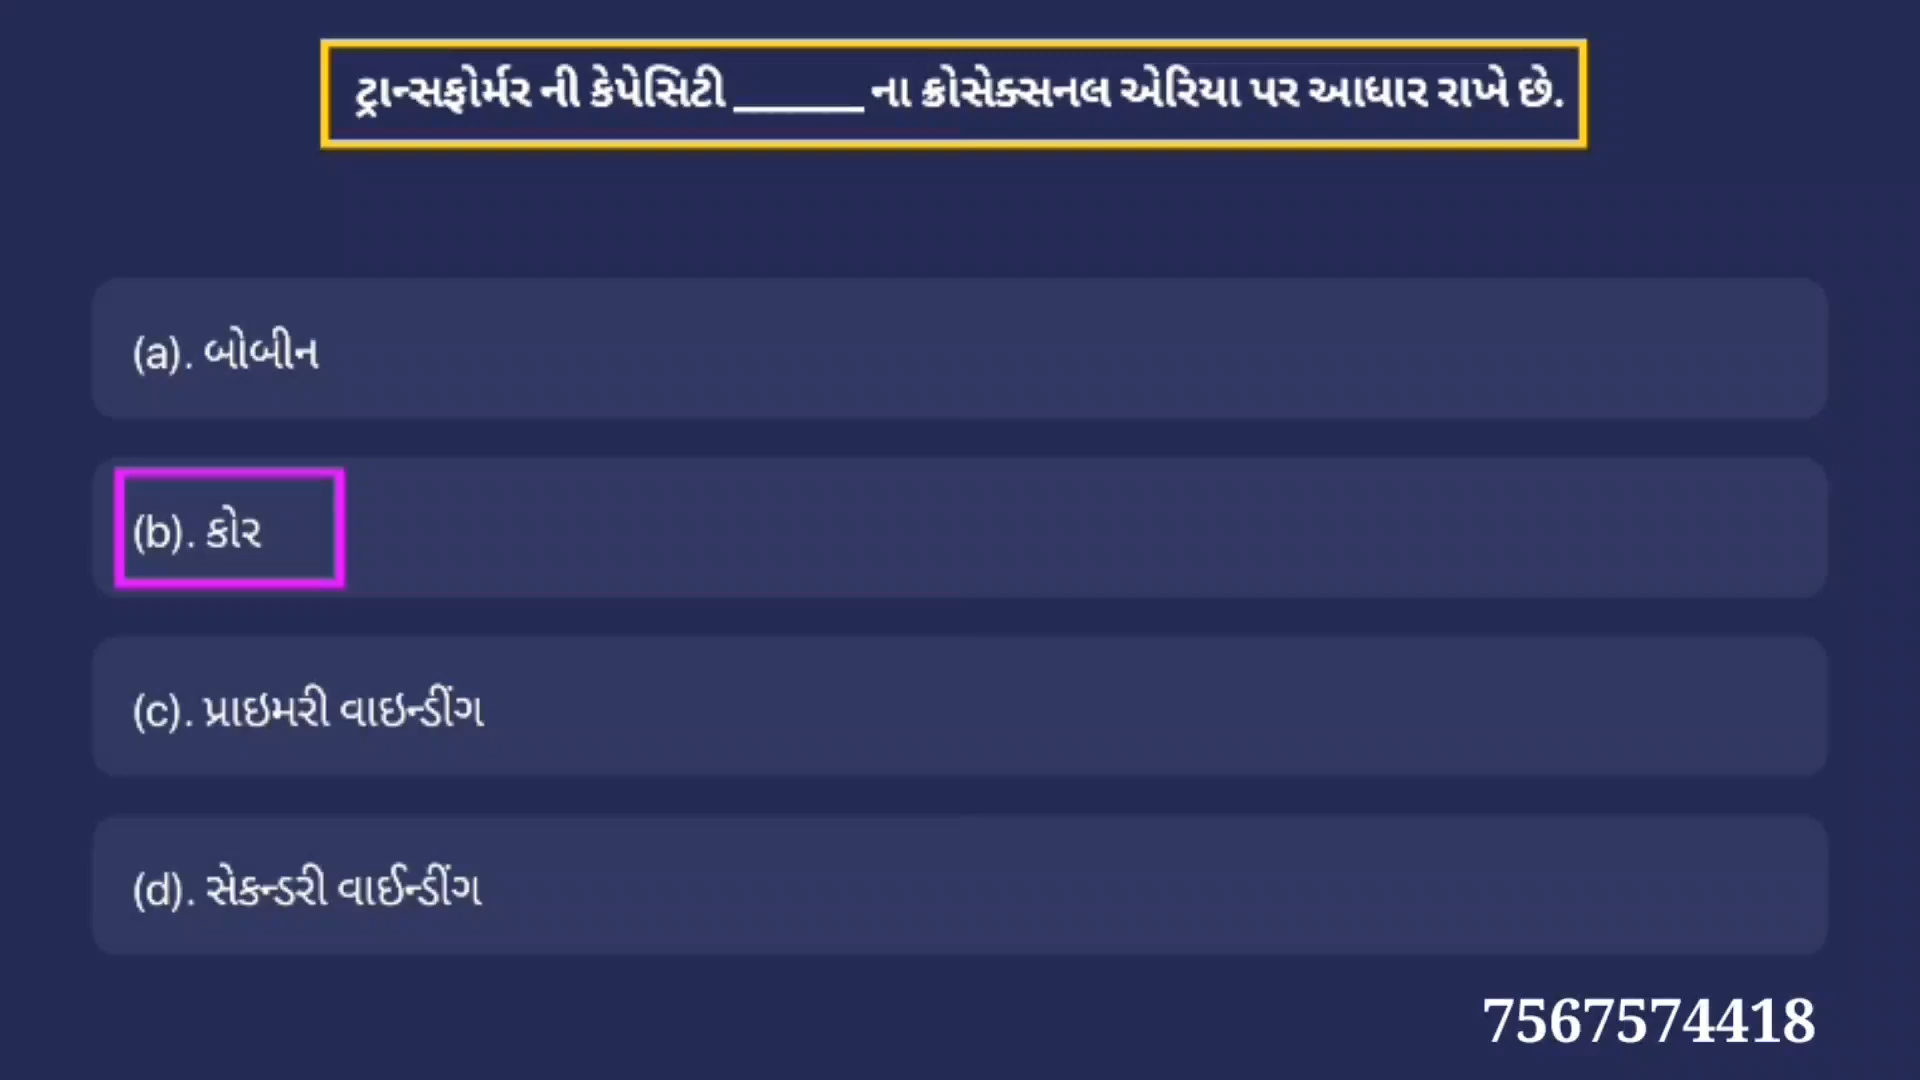 ટ્રાન્સફોર્મર ની કેપેસિટી ______ ના ક્રોસેક્સનલ એરિયા પર આધાર રાખે છે.
(a). બોબીન
(b). કોર
(c). પ્રાઇમરી વાઇન્ડીંગ
(d). સેકન્ડરી વાઈન્ડીંગ
7567574418